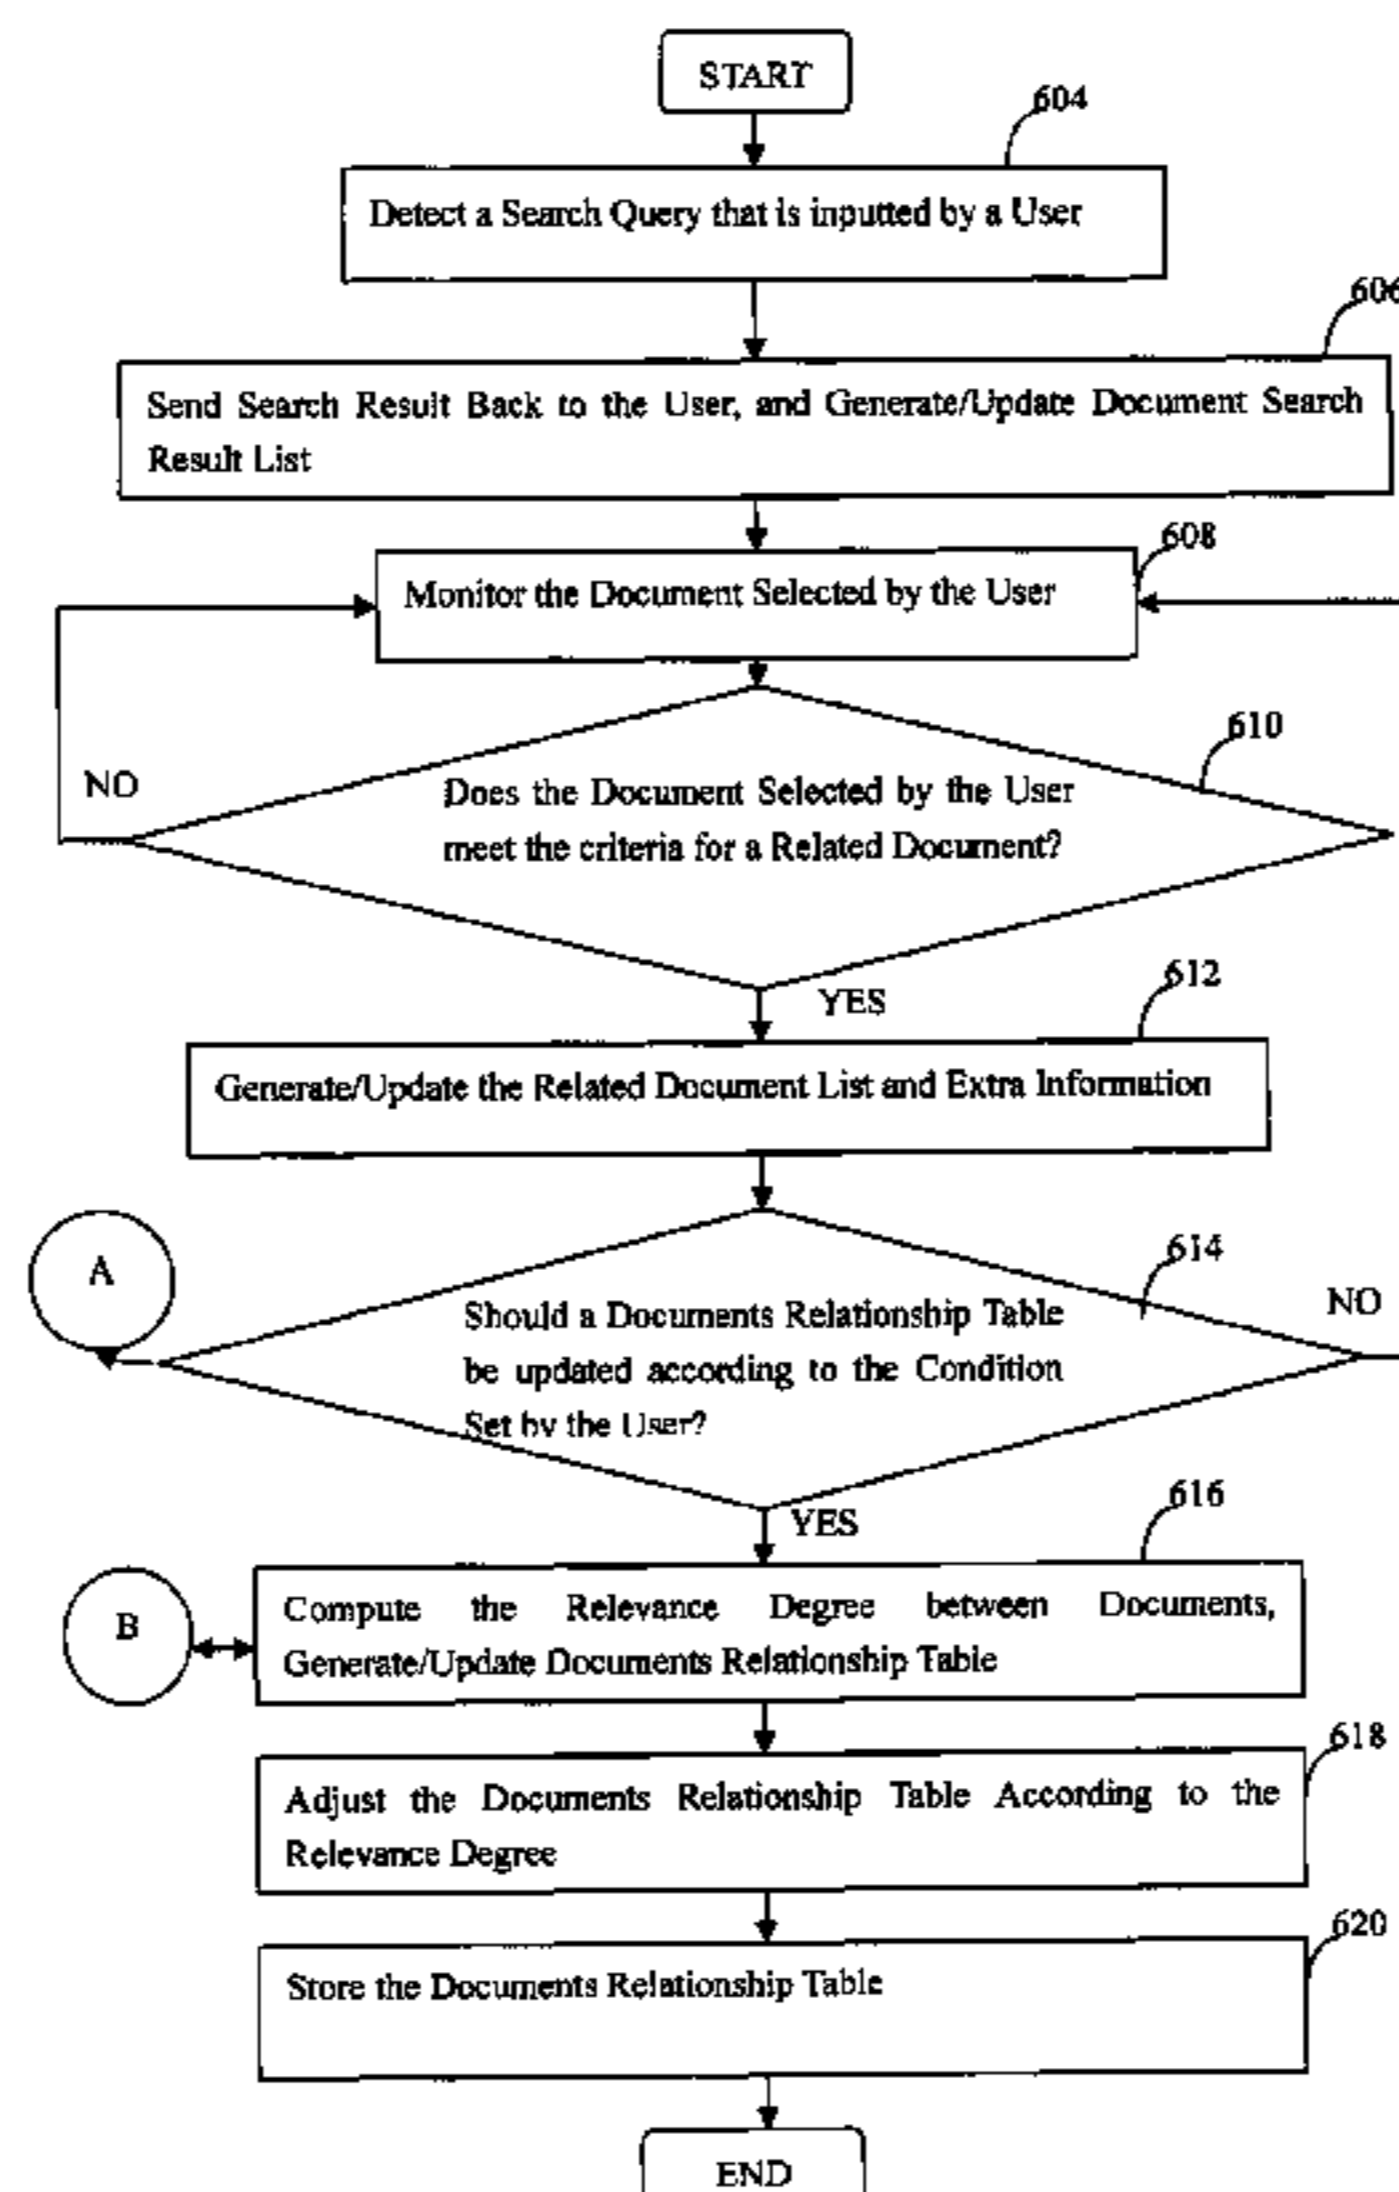 START
604
Detect a Search Query that is inputted by a User
606
Send Search Result Back to the User, and Generate/Update Document Search
Result List
608
Monitor the Document Selected by the User
610
NO
Does the Document Selected by the User
meet the criteria for a Related Document?
YES
612
Generate/Update the Related Document List and Extra Information
A
614
NO
Should a Documents Relationship Table
be updated according to the Condition
Set by the User?
YES
616
B
Compute the Relevance Degree between Documents,
Generate/Update Documents Relationship Table
618
Adjust the Documents Relationship Table According to the
Relevance Degree
620
Store the Documents Relationship Table
END